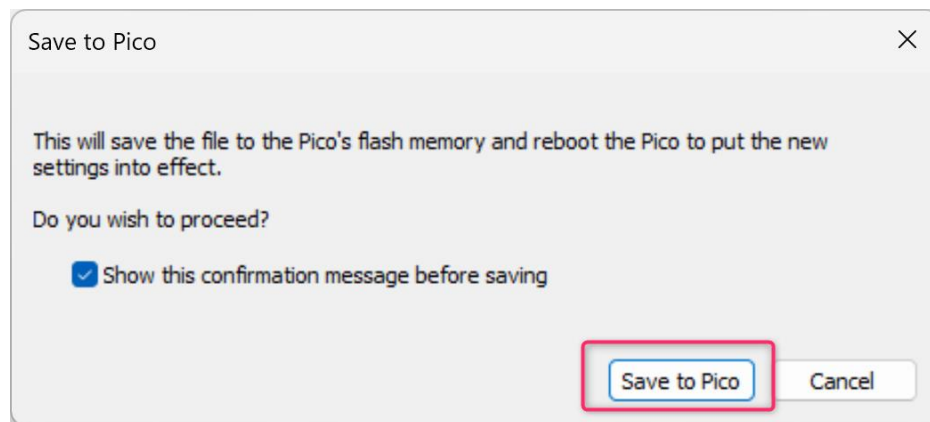 Save to Pico
This will save the file to the Pico's flash memory and reboot the Pico to put the new
settings into effect.
Do you wish to proceed?
Show this confirmation message before saving
Save to Pico Cancel